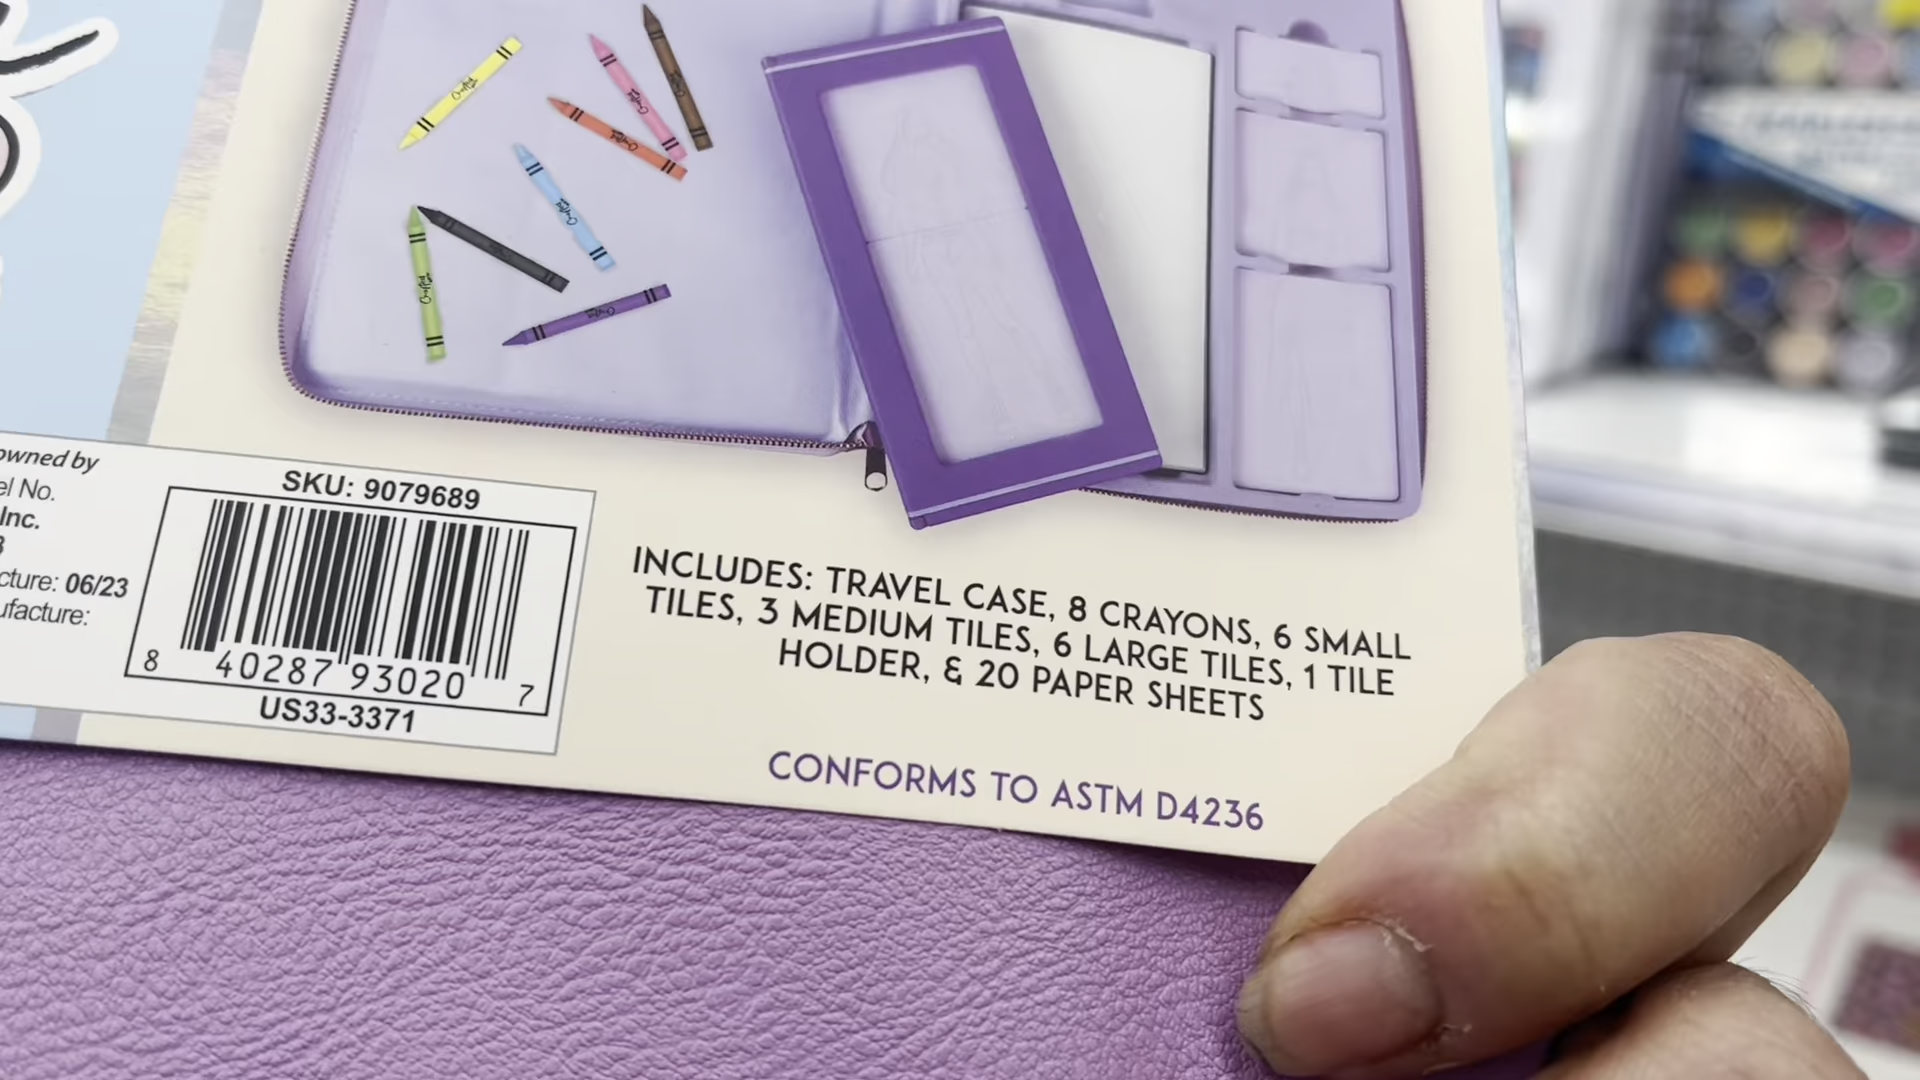 owned by
el No.
Inc.
3
cture: 06/23
ufacture:
SKU: 9079689
8 40287 93020 7
US33-3371
INCLUDES: TRAVEL CASE, 8 CRAYONS, 6 SMALL
TILES, 3 MEDIUM TILES, 6 LARGE TILES, 1 TILE
HOLDER, & 20 PAPER SHEETS
CONFORMS TO ASTM D4236